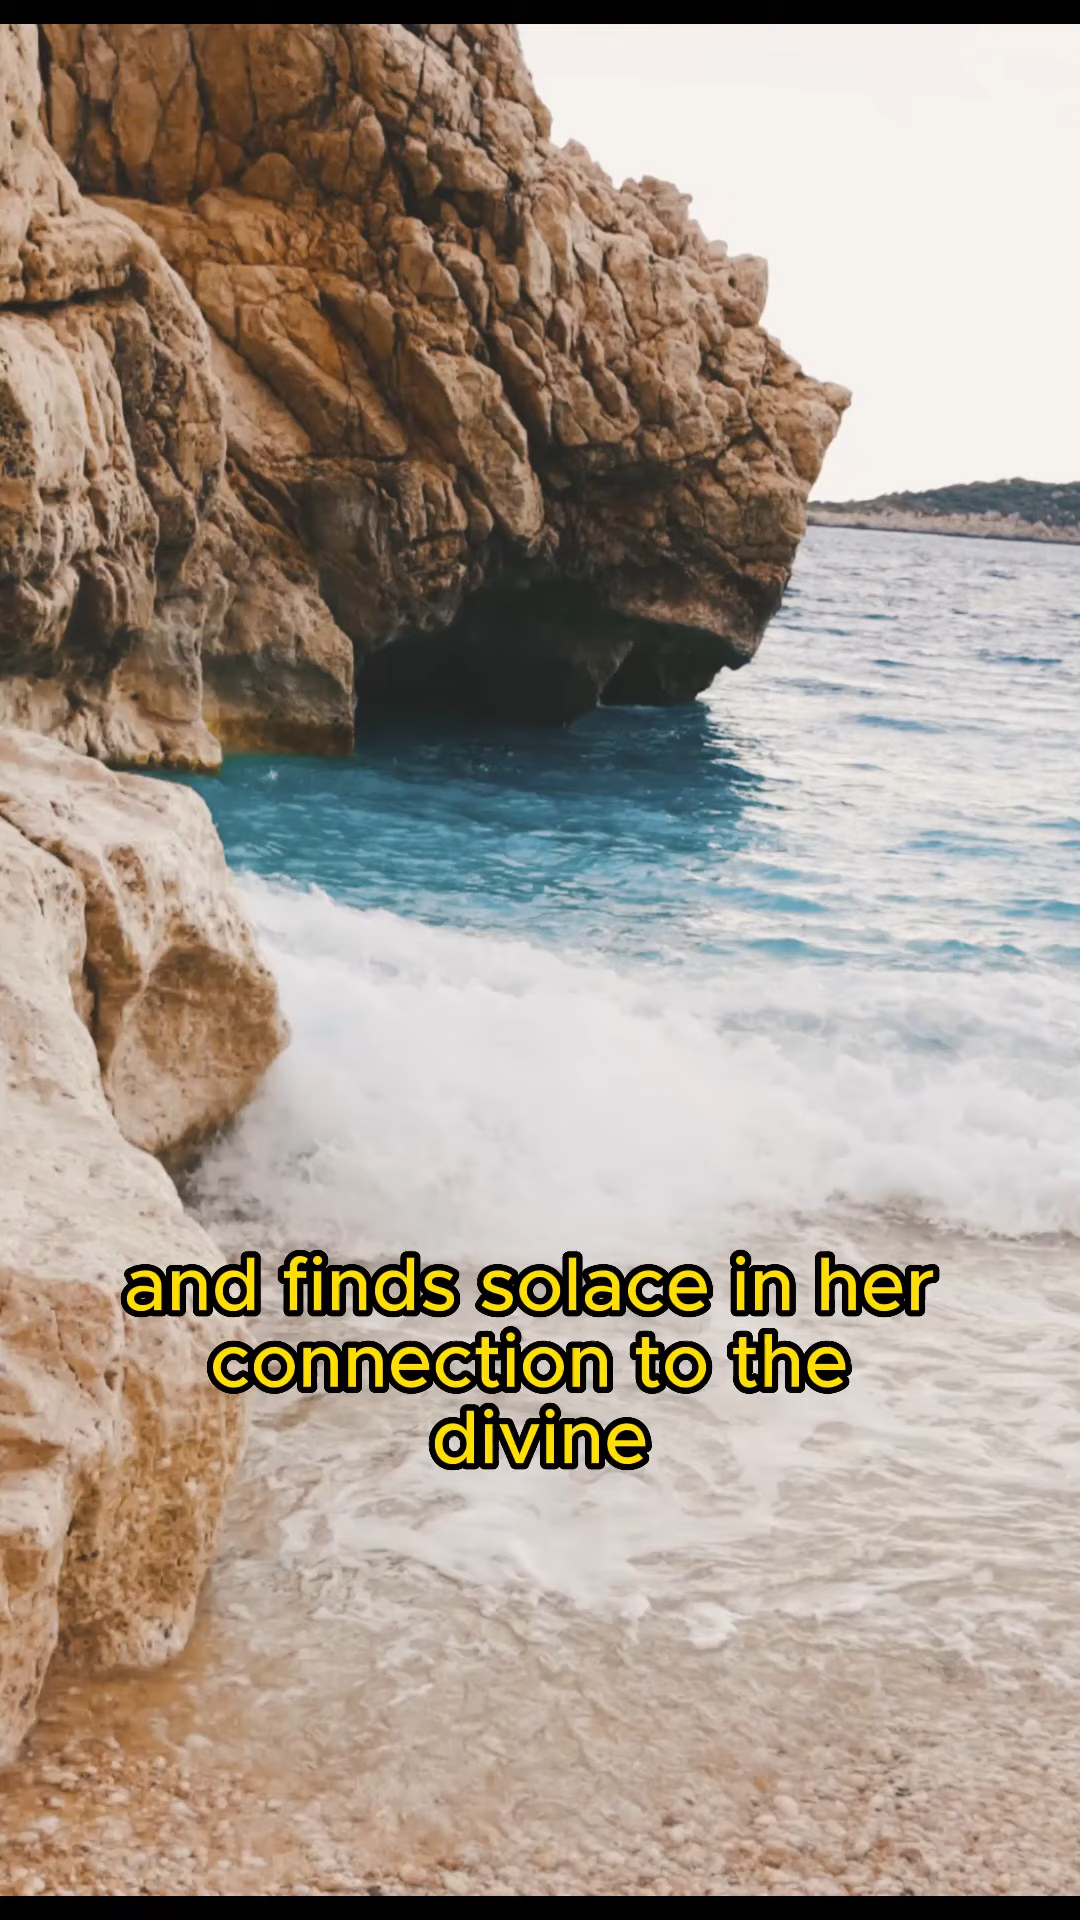 and finds solace in her
connection to the
divine